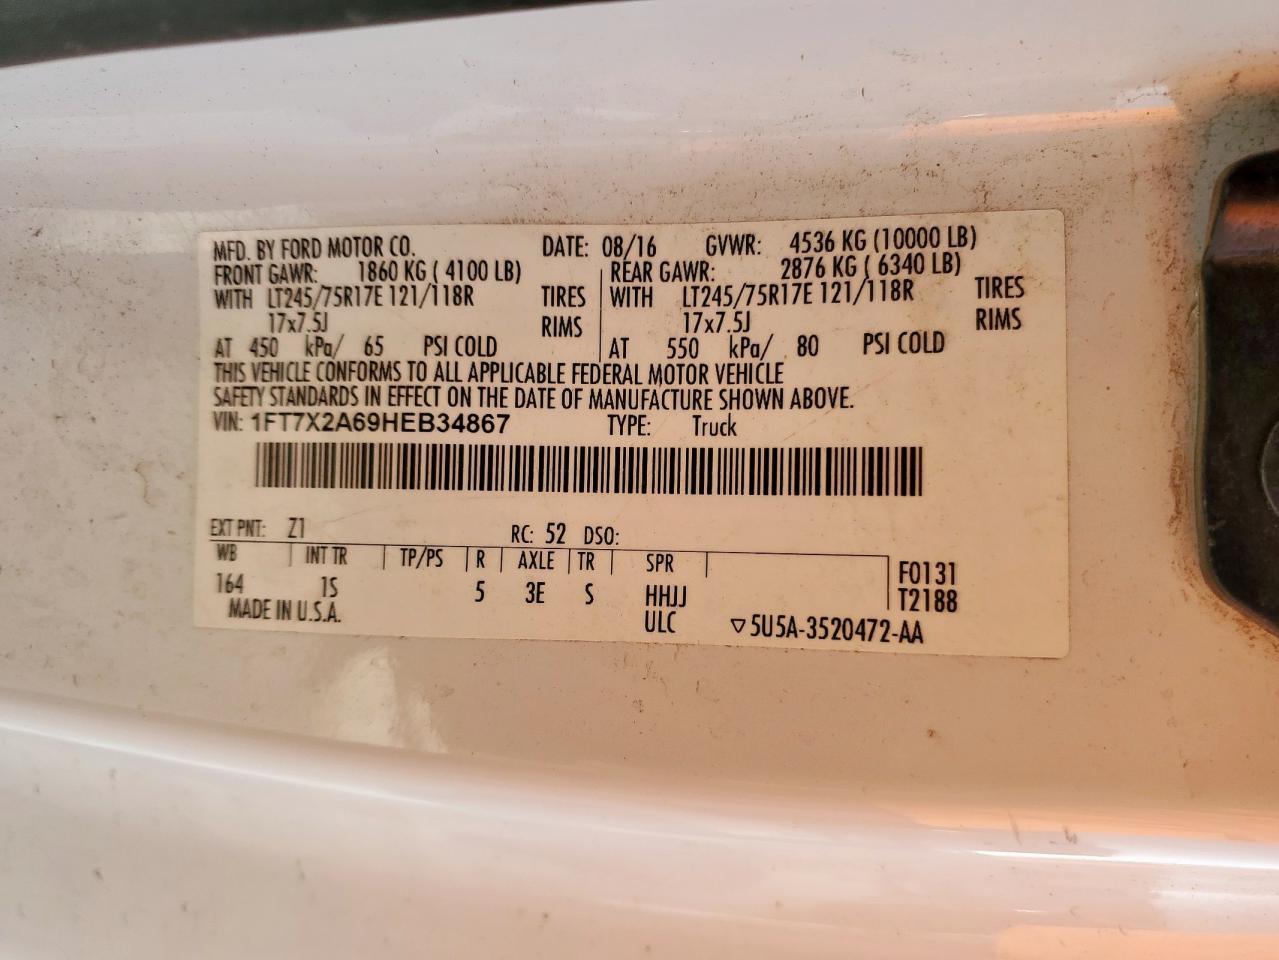 MFD. BY FORD MOTOR CO. DATE: 08/16 GVWR: 4536 KG (10000 LB)
FRONT GAWR: 1860 KG ( 4100 LB) REAR GAWR: 2876 KG ( 6340 LB)
WITH LT245/75R17E 121/118R TIRES WITH LT245/75R17E 121/118R TIRES
17x7.5J RIMS 17x7.5J RIMS
AT 450 kPa/ 65 PSI COLD AT 550 kPa/ 80 PSI COLD
THIS VEHICLE CONFORMS TO ALL APPLICABLE FEDERAL MOTOR VEHICLE
SAFETY STANDARDS IN EFFECT ON THE DATE OF MANUFACTURE SHOWN ABOVE.
VIN: 1FT7X2A69HEB34867 TYPE: Truck
EXT PNT: Z1 RC: 52 DSO:
WB INT TR TP/PS R AXLE TR SPR F0131
164 1S 5 3E S HHJJ T2188
MADE IN U.S.A. ULC ▽5U5A-3520472-AA